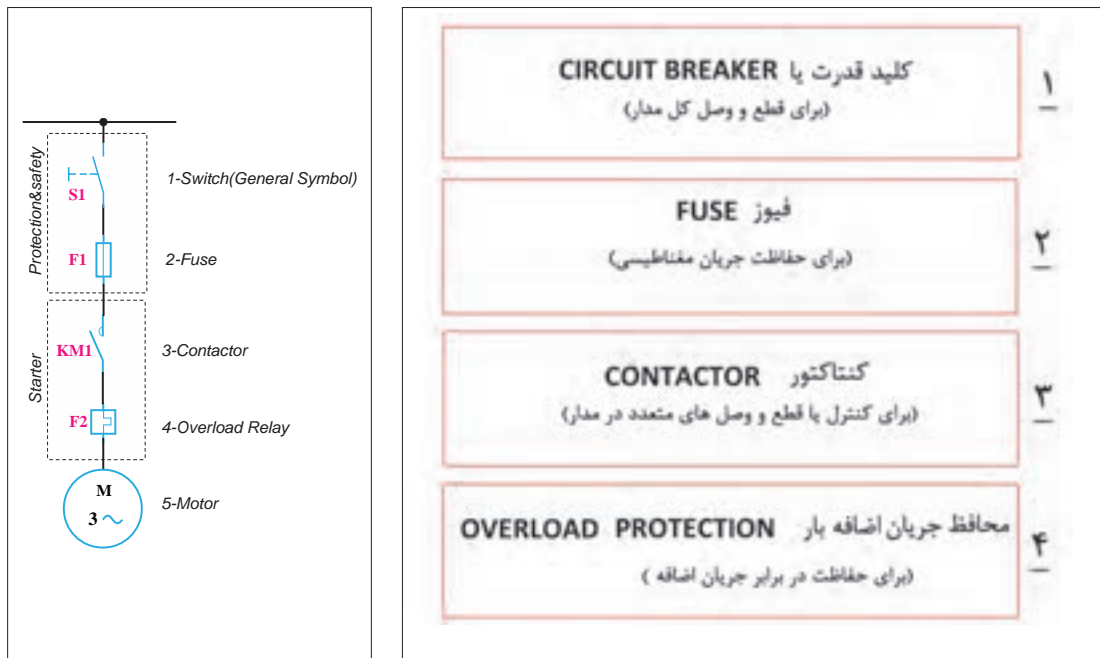 Protection&safety
S1
1-Switch(General Symbol)
F1
2-Fuse
Starter
KM1
3-Contactor
F2
4-Overload Relay
M
3
5-Motor
۱
کلید قدرت یا CIRCUIT BREAKER
(برای قطع و وصل کل مدار)
۲
فیوز FUSE
(برای حفاظت جریان مغناطیسی)
۳
کنتاکتور CONTACTOR
(برای کنترل یا قطع و وصل های متعدد در مدار)
۴
محافظ جریان اضافه بار OVERLOAD PROTECTION
(برای حفاظت در برابر جریان اضافه )